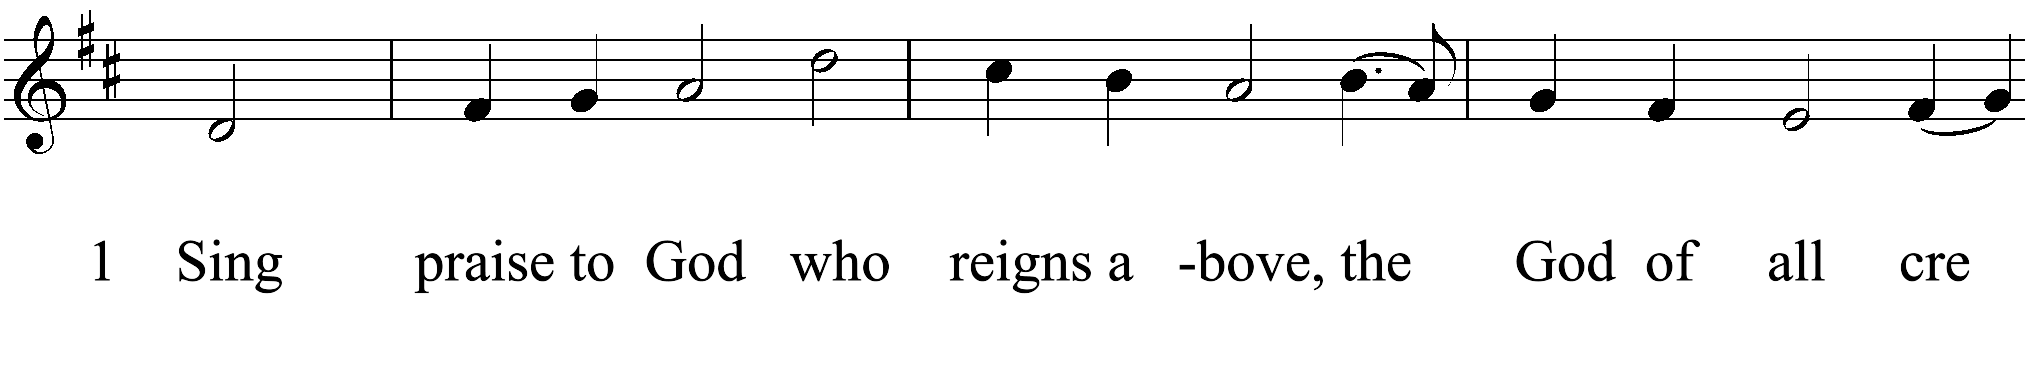 1 Sing praise to God who reigns a -bove, the God of all cre